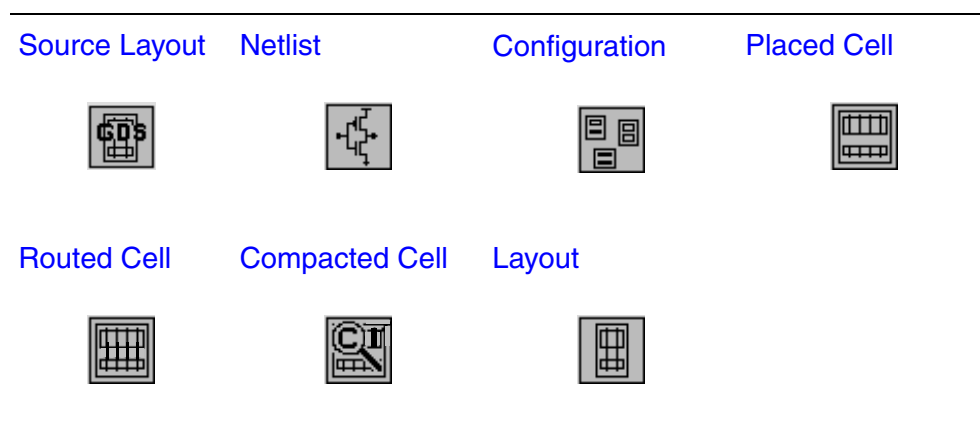 Source Layout Netlist Configuration Placed Cell
GDS
Routed Cell Compacted Cell Layout
C I